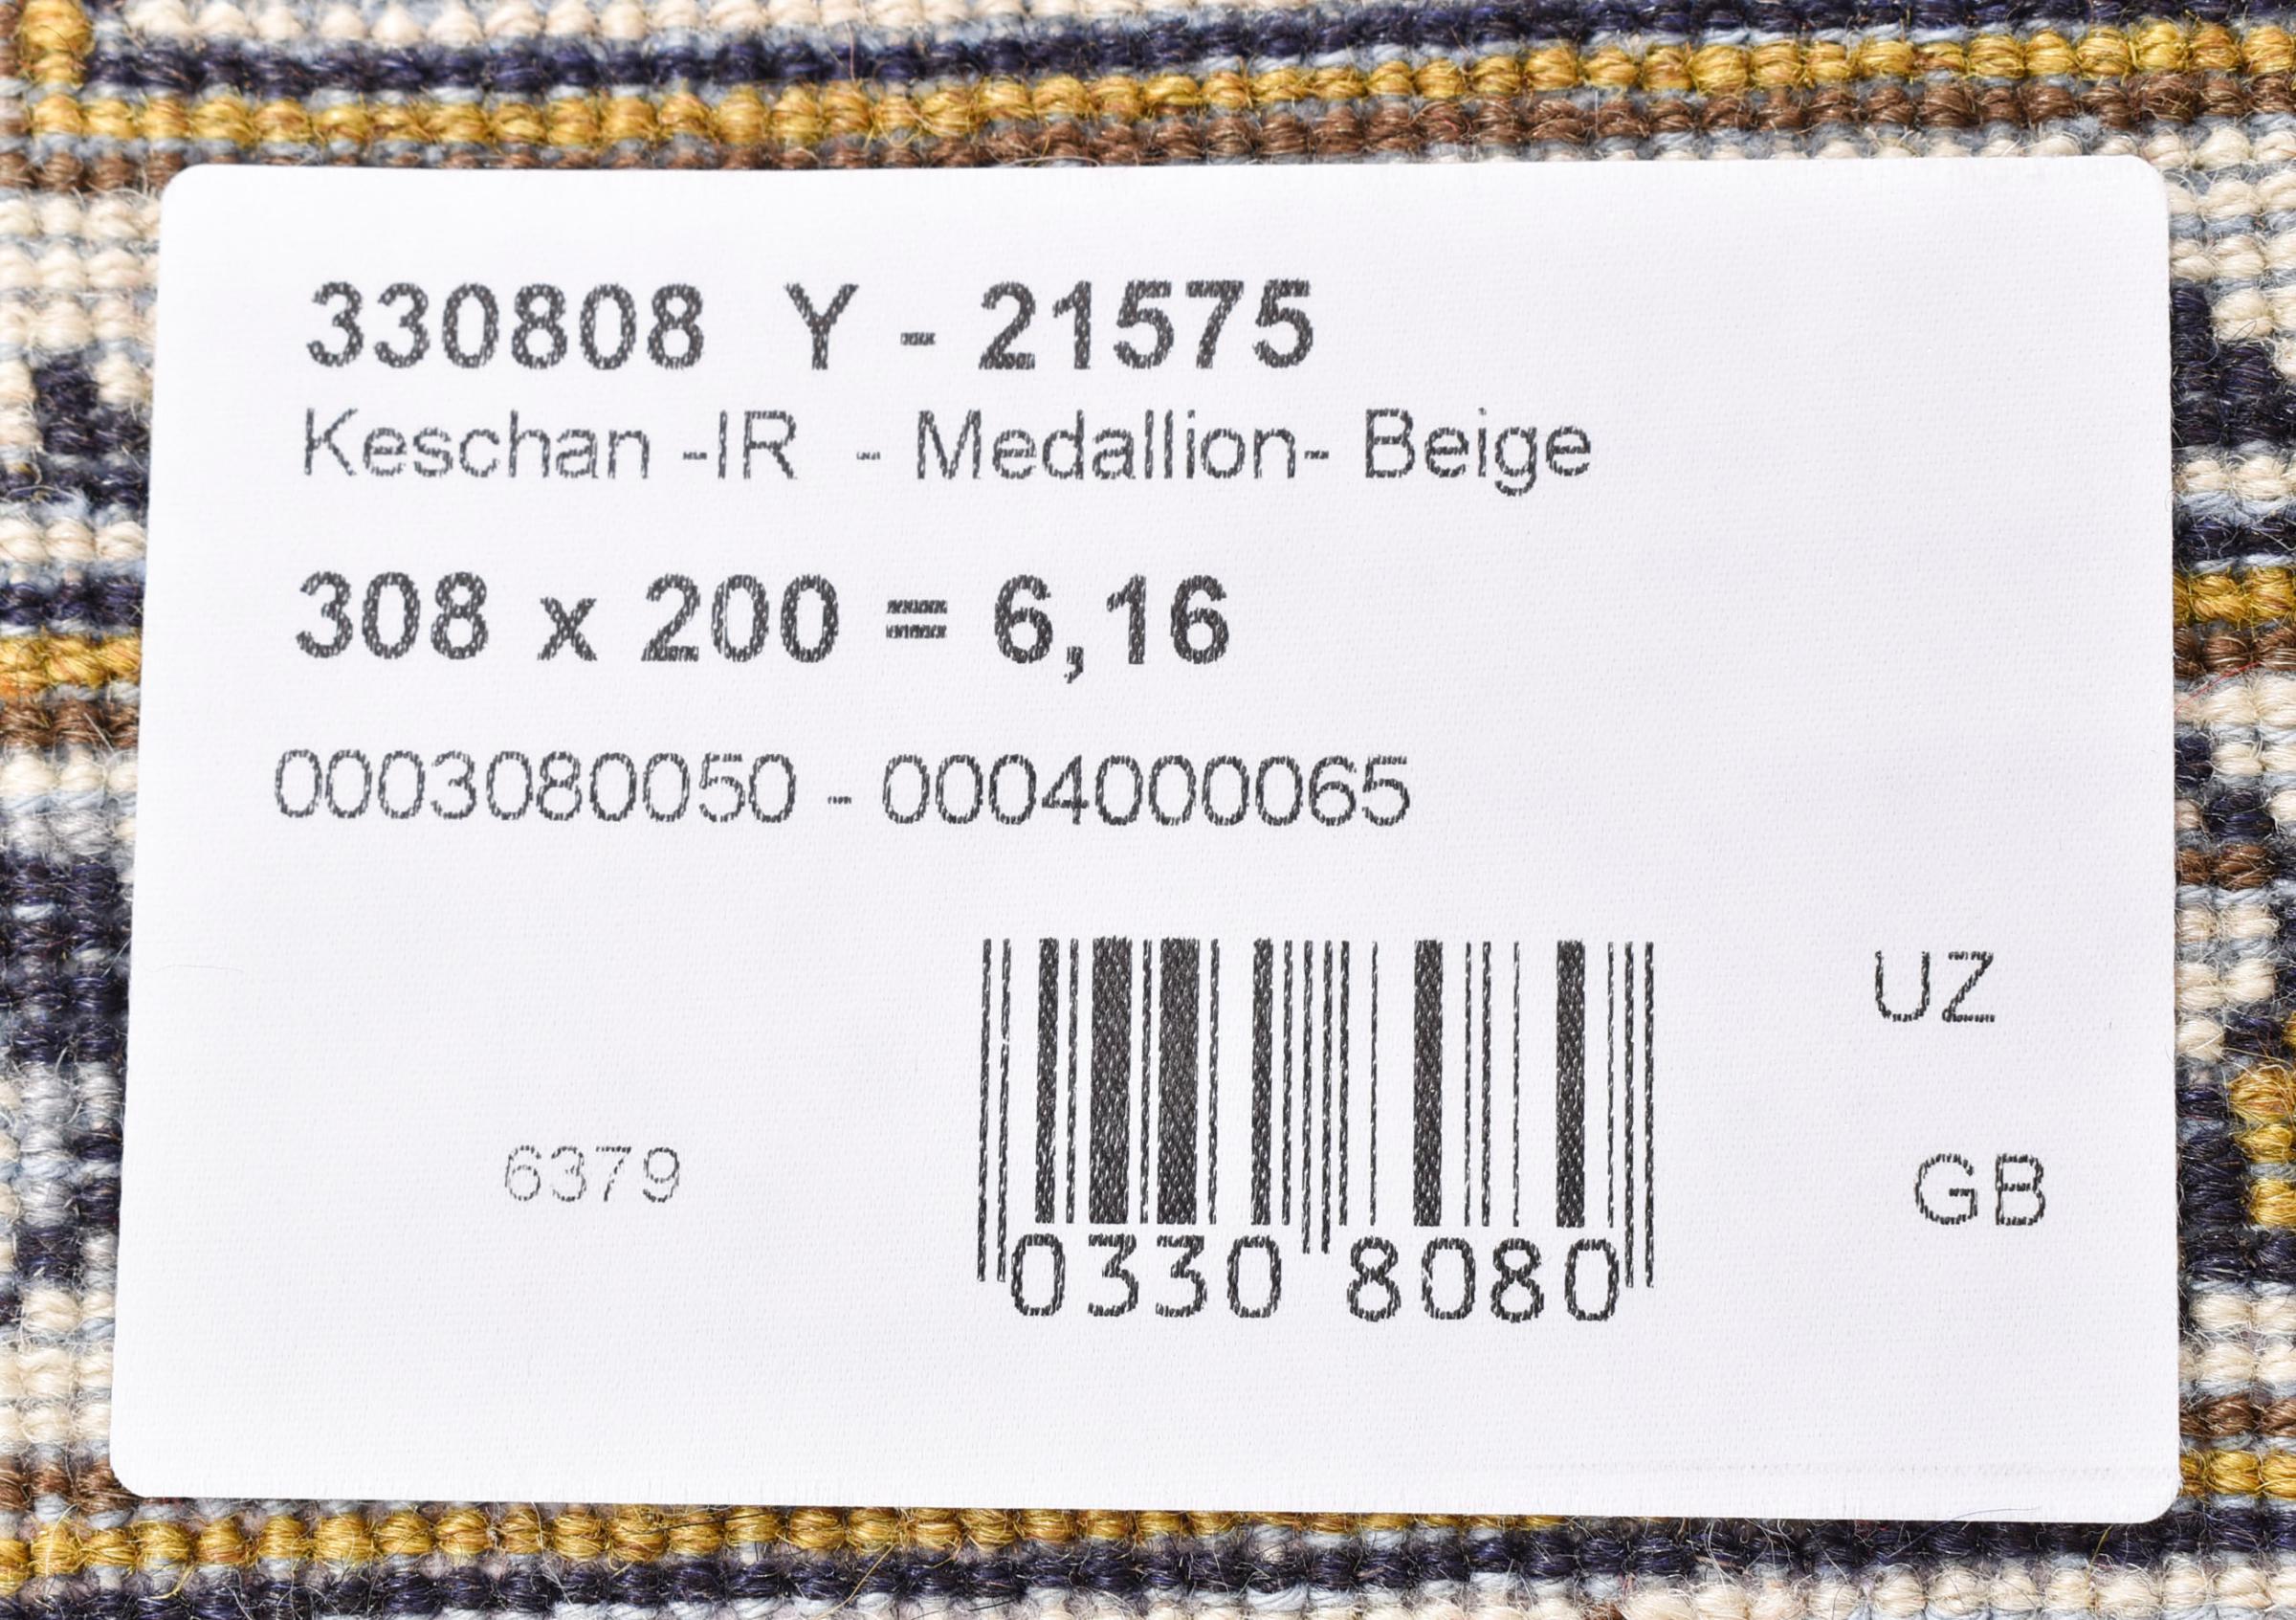 330808 Y - 21575
Keschan -IR - Medallion- Beige
308 x 200 = 6,16
0003080050 - 0004000065
UZ
6379
GB
0330 8080